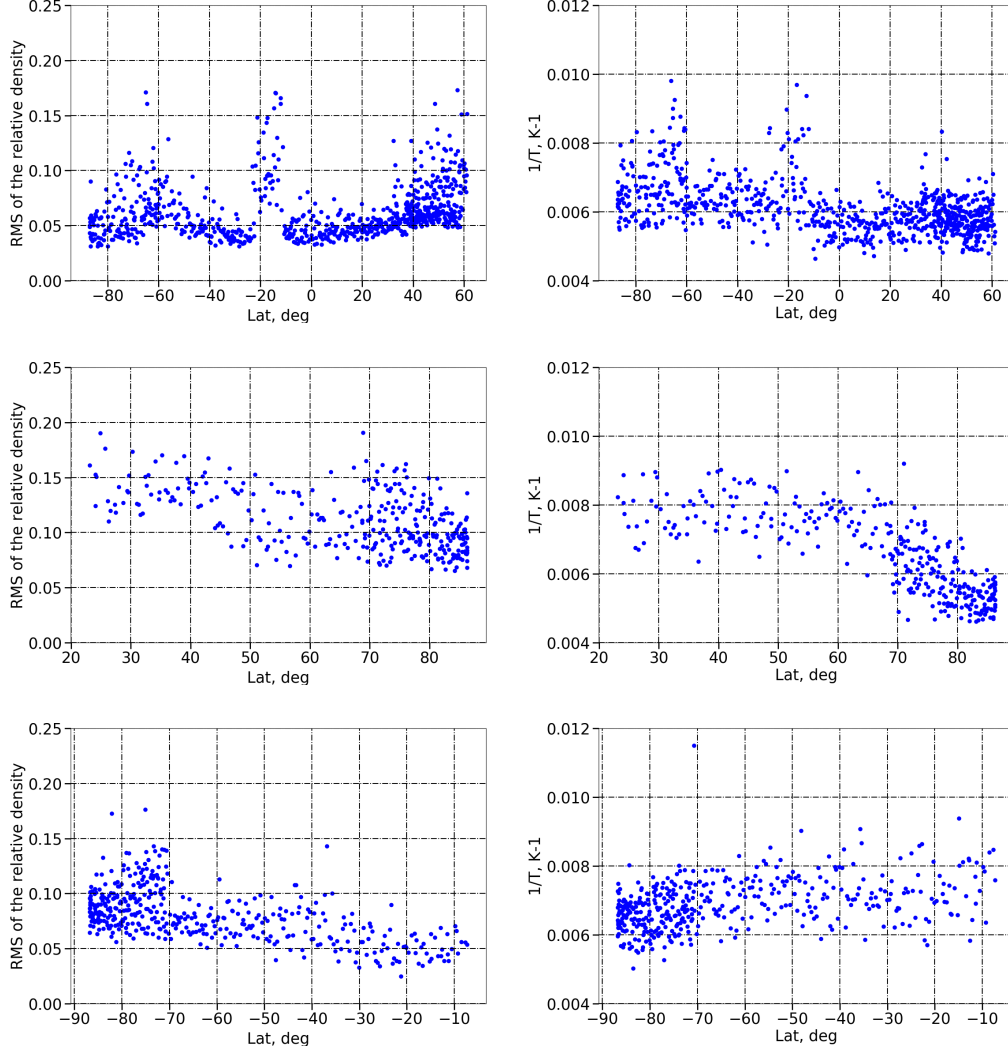 0.25
0.20
0.15
0.10
0.05
0.00
RMS of the relative density
−80 −60 −40 −20 0 20 40 60
Lat, deg
0.012
0.010
0.008
0.006
0.004
1/T, K-1
−80 −60 −40 −20 0 20 40 60
Lat, deg
0.25
0.20
0.15
0.10
0.05
0.00
RMS of the relative density
20 30 40 50 60 70 80
Lat, deg
0.012
0.010
0.008
0.006
0.004
1/T, K-1
20 30 40 50 60 70 80
Lat, deg
0.25
0.20
0.15
0.10
0.05
0.00
RMS of the relative density
−90 −80 −70 −60 −50 −40 −30 −20 −10
Lat, deg
0.012
0.010
0.008
0.006
0.004
1/T, K-1
−90 −80 −70 −60 −50 −40 −30 −20 −10
Lat, deg